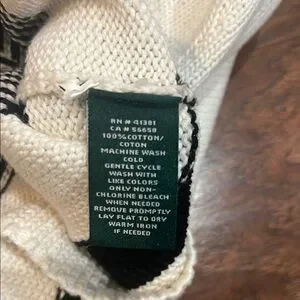 RN # 41381
CA # 56658
100% COTTON/
COTON
MACHINE WASH
COLD
GENTLE CYCLE
WASH WITH
LIKE COLORS
ONLY NON-
CHLORINE BLEACH
WHEN NEEDED
REMOVE PROMPTLY
LAY FLAT TO DRY
WARM IRON
IF NEEDED